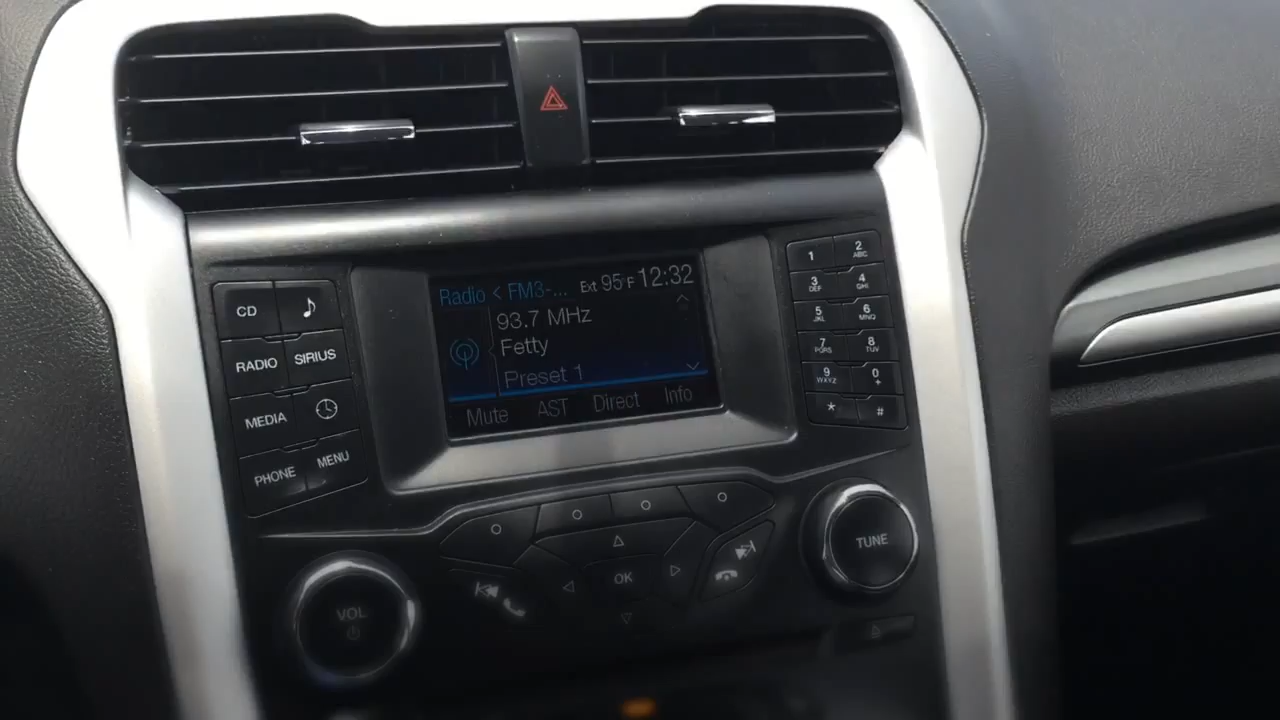 Radio < FM3-... Ext 95°F 12:32
93.7 MHz
Fetty
Preset 1
Mute AST Direct Info
CD
RADIO SIRIUS
MEDIA
PHONE MENU
1 2 ABC
3 DEF 4 GHI
5 JKL 6 MNO
7 PQRS 8 TUV
9 WXYZ 0 +
* #
VOL
OK
TUNE